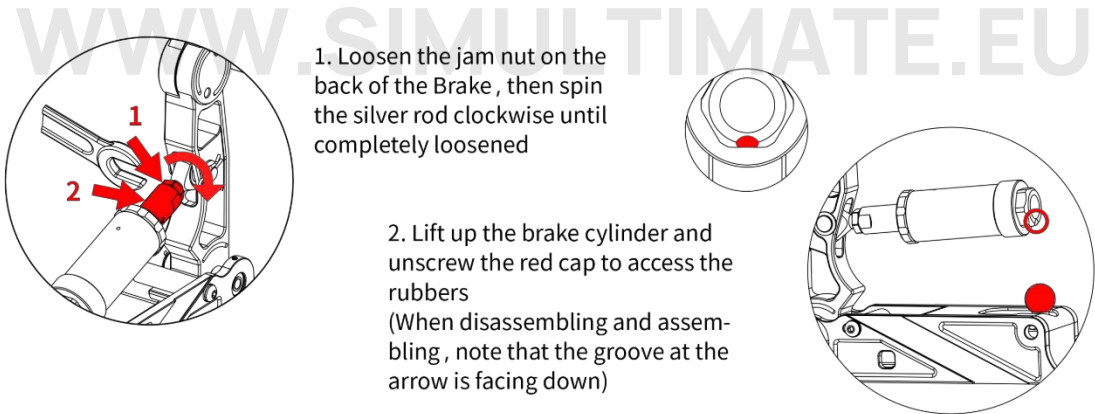 WWW.SIMULTIMATE.EU
1. Loosen the jam nut on the
back of the Brake , then spin
the silver rod clockwise until
completely loosened
1
2
2. Lift up the brake cylinder and
unscrew the red cap to access the
rubbers
(When disassembling and assem-
bling , note that the groove at the
arrow is facing down)